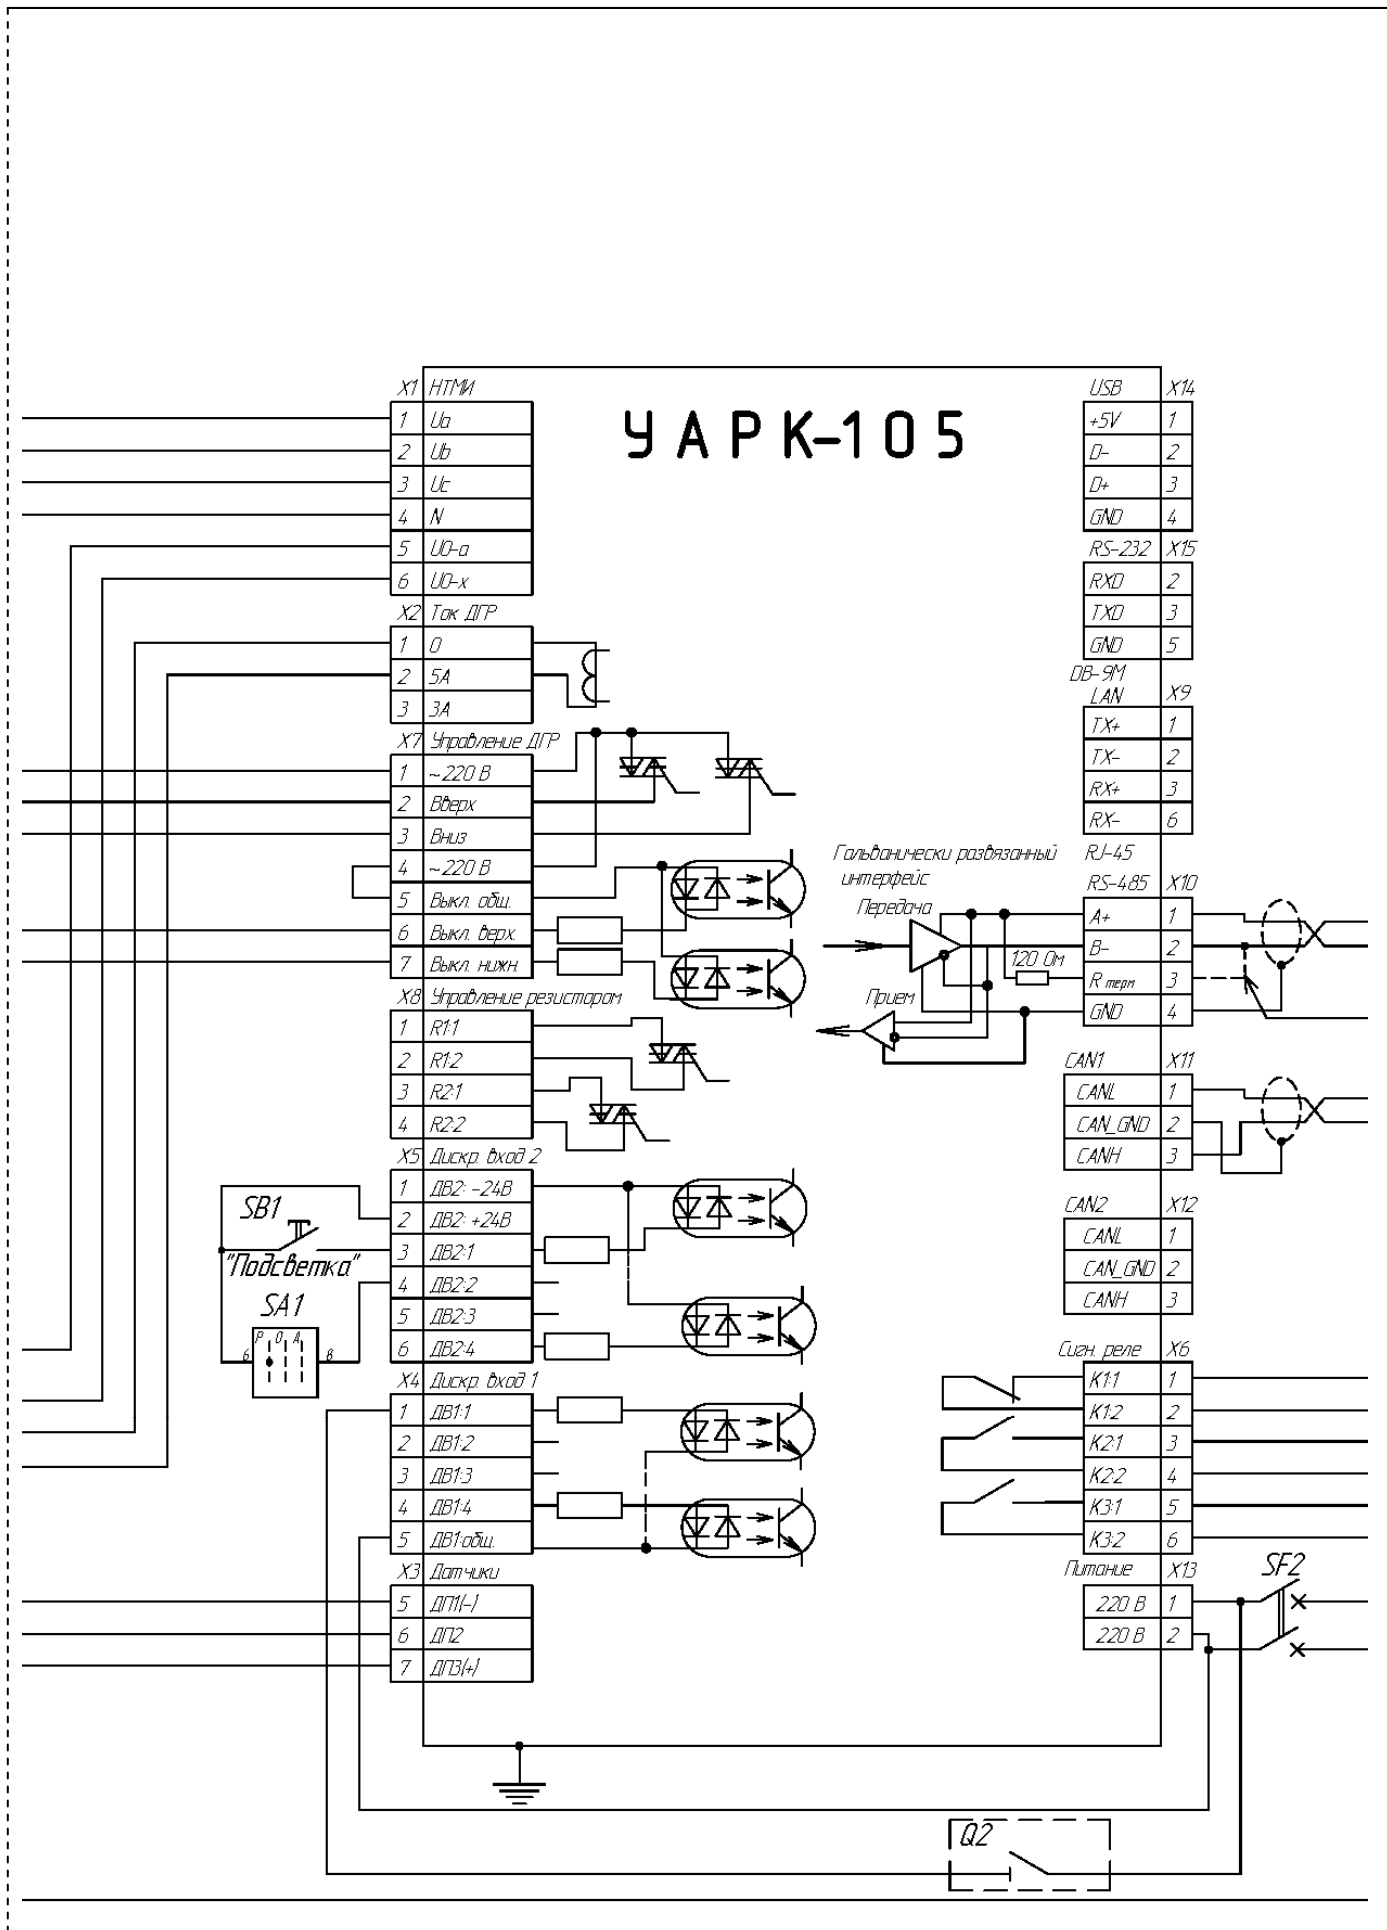 УАРК-105
X1 НТМИ
1 Ua
2 Ub
3 Uc
4 N
5 U0-а
6 U0-х
X2 Ток ДГР
1 0
2 5А
3 3А
X7 Управление ДГР
1 ~220 В
2 Вверх
3 Вниз
4 ~220 В
5 Выкл. общ.
6 Выкл. верх.
7 Выкл. нижн.
X8 Управление резистором
1 R1:1
2 R1:2
3 R2:1
4 R2:2
X5 Дискр. вход 2
1 ДВ2: -24В
2 ДВ2: +24В
3 ДВ2:1
4 ДВ2:2
5 ДВ2:3
6 ДВ2:4
SB1
"Подсветка"
SA1
Р 0 А
6 8
X4 Дискр. вход 1
1 ДВ1:1
2 ДВ1:2
3 ДВ1:3
4 ДВ1:4
5 ДВ1:общ.
X3 Датчики
5 ДП1(-)
6 ДП2
7 ДП3(+)
USB X14
+5V 1
D- 2
D+ 3
GND 4
RS-232 X15
RXD 2
TXD 3
GND 5
DB-9M
LAN X9
TX+ 1
TX- 2
RX+ 3
RX- 6
RJ-45
Гальванически развязанный
интерфейс
Передача
120 Ом
Прием
RS-485 X10
A+ 1
B- 2
R терм 3
GND 4
CAN1 X11
CANL 1
CAN_GND 2
CANH 3
CAN2 X12
CANL 1
CAN_GND 2
CANH 3
Сигн. реле X6
К1:1 1
К1:2 2
К2:1 3
К2:2 4
К3:1 5
К3:2 6
Питание X13
220 В 1
220 В 2
SF2
Q2